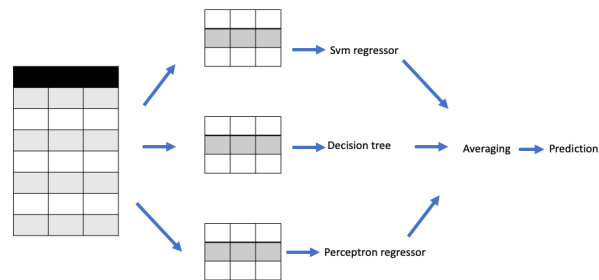 Svm regressor
Decision tree
Averaging
Prediction
Perceptron regressor